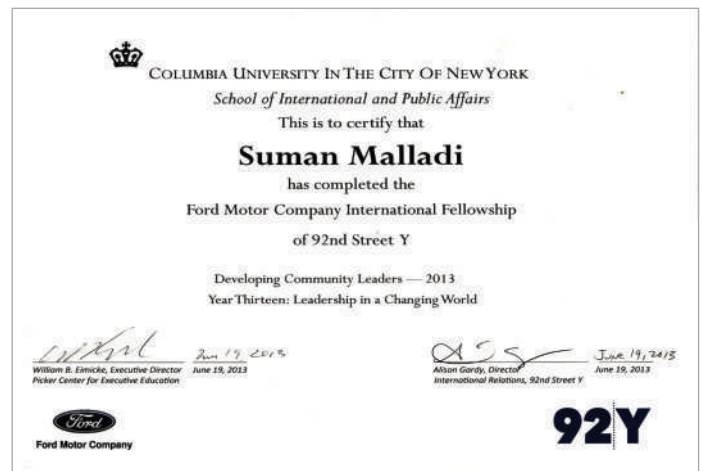 COLUMBIA UNIVERSITY IN THE CITY OF NEW YORK
School of International and Public Affairs
This is to certify that
Suman Malladi
has completed the
Ford Motor Company International Fellowship
of 92nd Street Y
Developing Community Leaders — 2013
Year Thirteen: Leadership in a Changing World
Jun 19 2013
June 19, 2013
William B. Eimicke, Executive Director June 19, 2013
Picker Center for Executive Education
Alison Gardy, Director June 19, 2013
International Relations, 92nd Street Y
Ford
Ford Motor Company
92Y